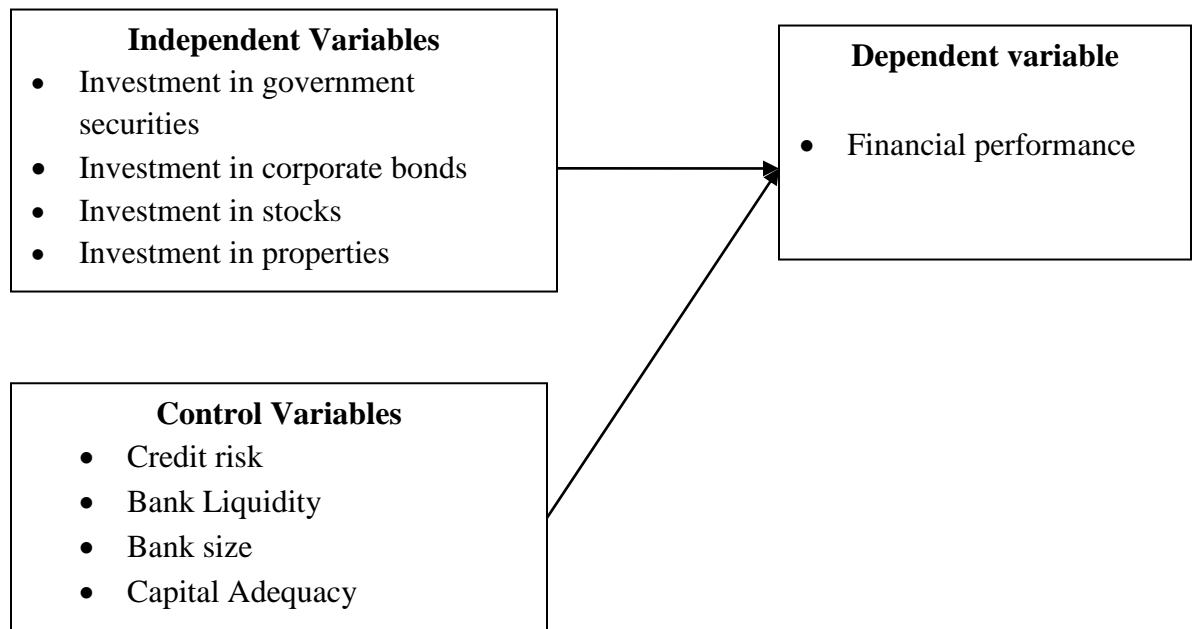 Independent Variables
• Investment in government
securities
• Investment in corporate bonds
• Investment in stocks
• Investment in properties
Dependent variable
• Financial performance
Control Variables
• Credit risk
• Bank Liquidity
• Bank size
• Capital Adequacy